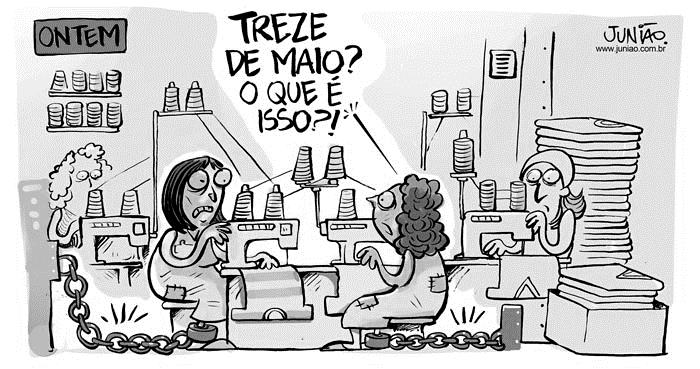 ONTEM
TREZE
DE MAIO?
O QUE É
ISSO?!
JUNIÃO.
www.juniao.com.br